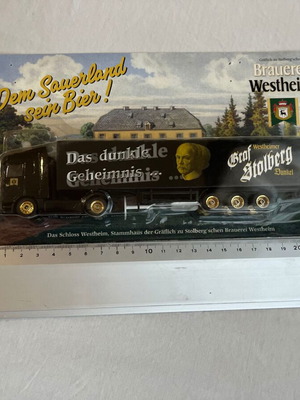 Dem Sauerland
sein Bier!
Brauerei
Westheim
Das dunkle
Geheimnis ...
Westheimer
Graf
Stolberg
Dunkel
Das Schloss Westheim, Stammhaus der Gräflich zu Stolberg'schen Brauerei Westheim
1 2 3 4 5 6 7 8 9 10 11 12 13 14 15 16 17 18 19 20